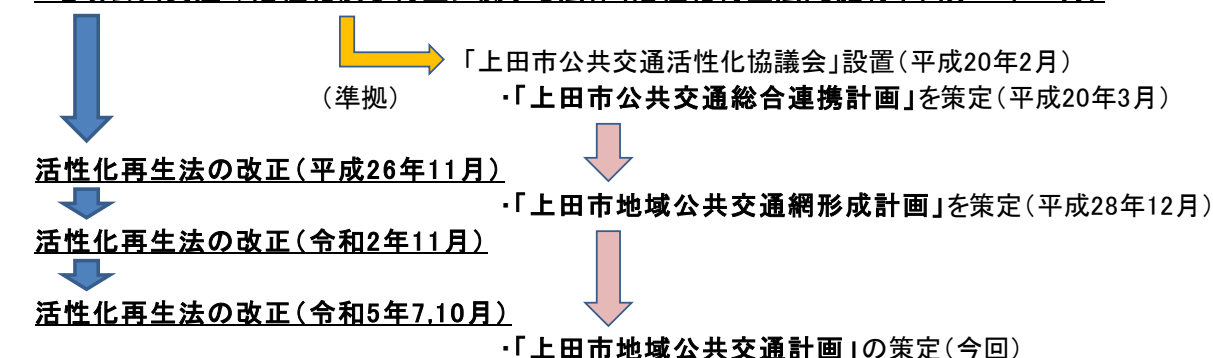 「上田市公共交通活性化協議会」設置(平成20年2月)
(準拠)
・「上田市公共交通総合連携計画」を策定(平成20年3月)
活性化再生法の改正(平成26年11月)
・「上田市地域公共交通網形成計画」を策定(平成28年12月)
活性化再生法の改正(令和2年11月)
活性化再生法の改正(令和5年7,10月)
・「上田市地域公共交通計画」の策定(今回)